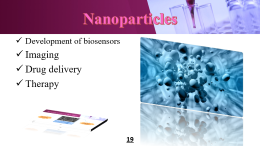 Nanoparticles
✓ Development of biosensors
✓ Imaging
✓ Drug delivery
✓ Therapy
19